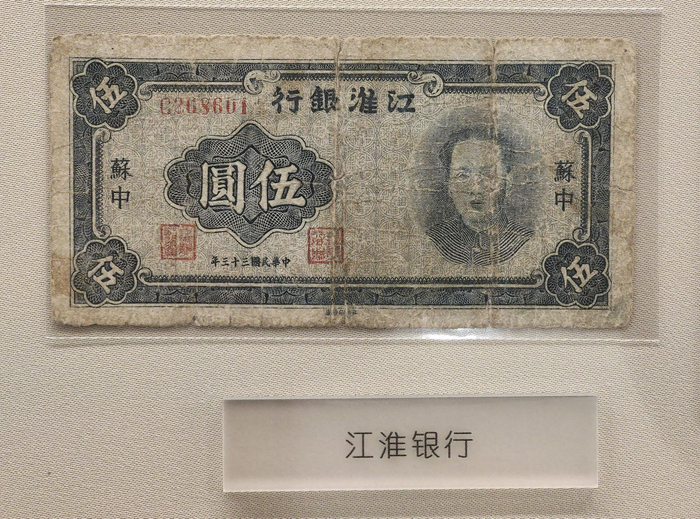 江淮銀行
C268601
伍 伍
蘇中 蘇中
伍圓
中華民國三十三年
伍 伍
江淮银行